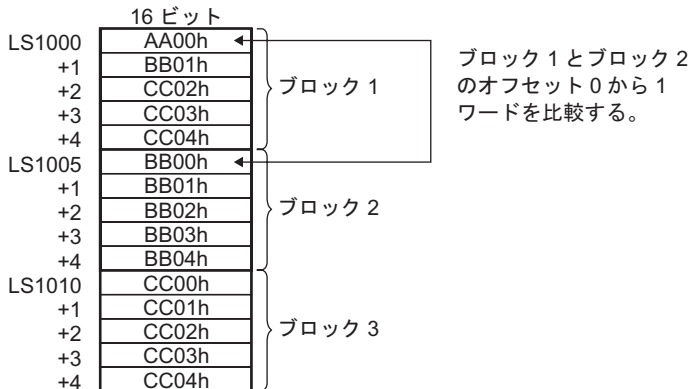 16 ビット
LS1000 AA00h
+1 BB01h
+2 CC02h
+3 CC03h
+4 CC04h
ブロック 1
LS1005 BB00h
+1 BB01h
+2 BB02h
+3 BB03h
+4 BB04h
ブロック 2
LS1010 CC00h
+1 CC01h
+2 CC02h
+3 CC03h
+4 CC04h
ブロック 3
ブロック 1 とブロック 2
のオフセット 0 から 1
ワードを比較する。